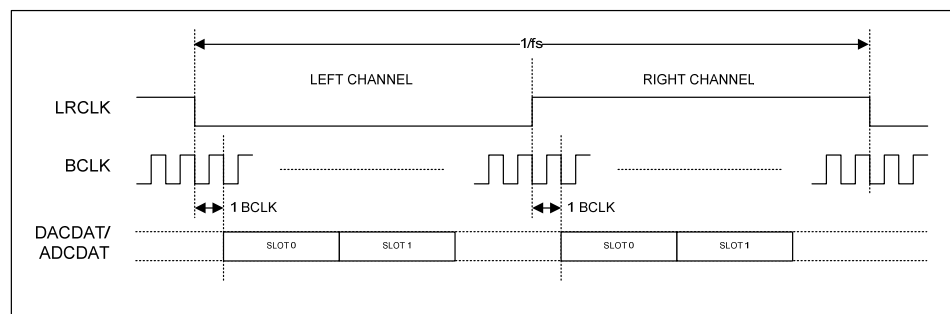 1/fs
LEFT CHANNEL RIGHT CHANNEL
LRCLK
BCLK
1 BCLK 1 BCLK
DACDAT/
ADCDAT
SLOT 0 SLOT 1 SLOT 0 SLOT 1